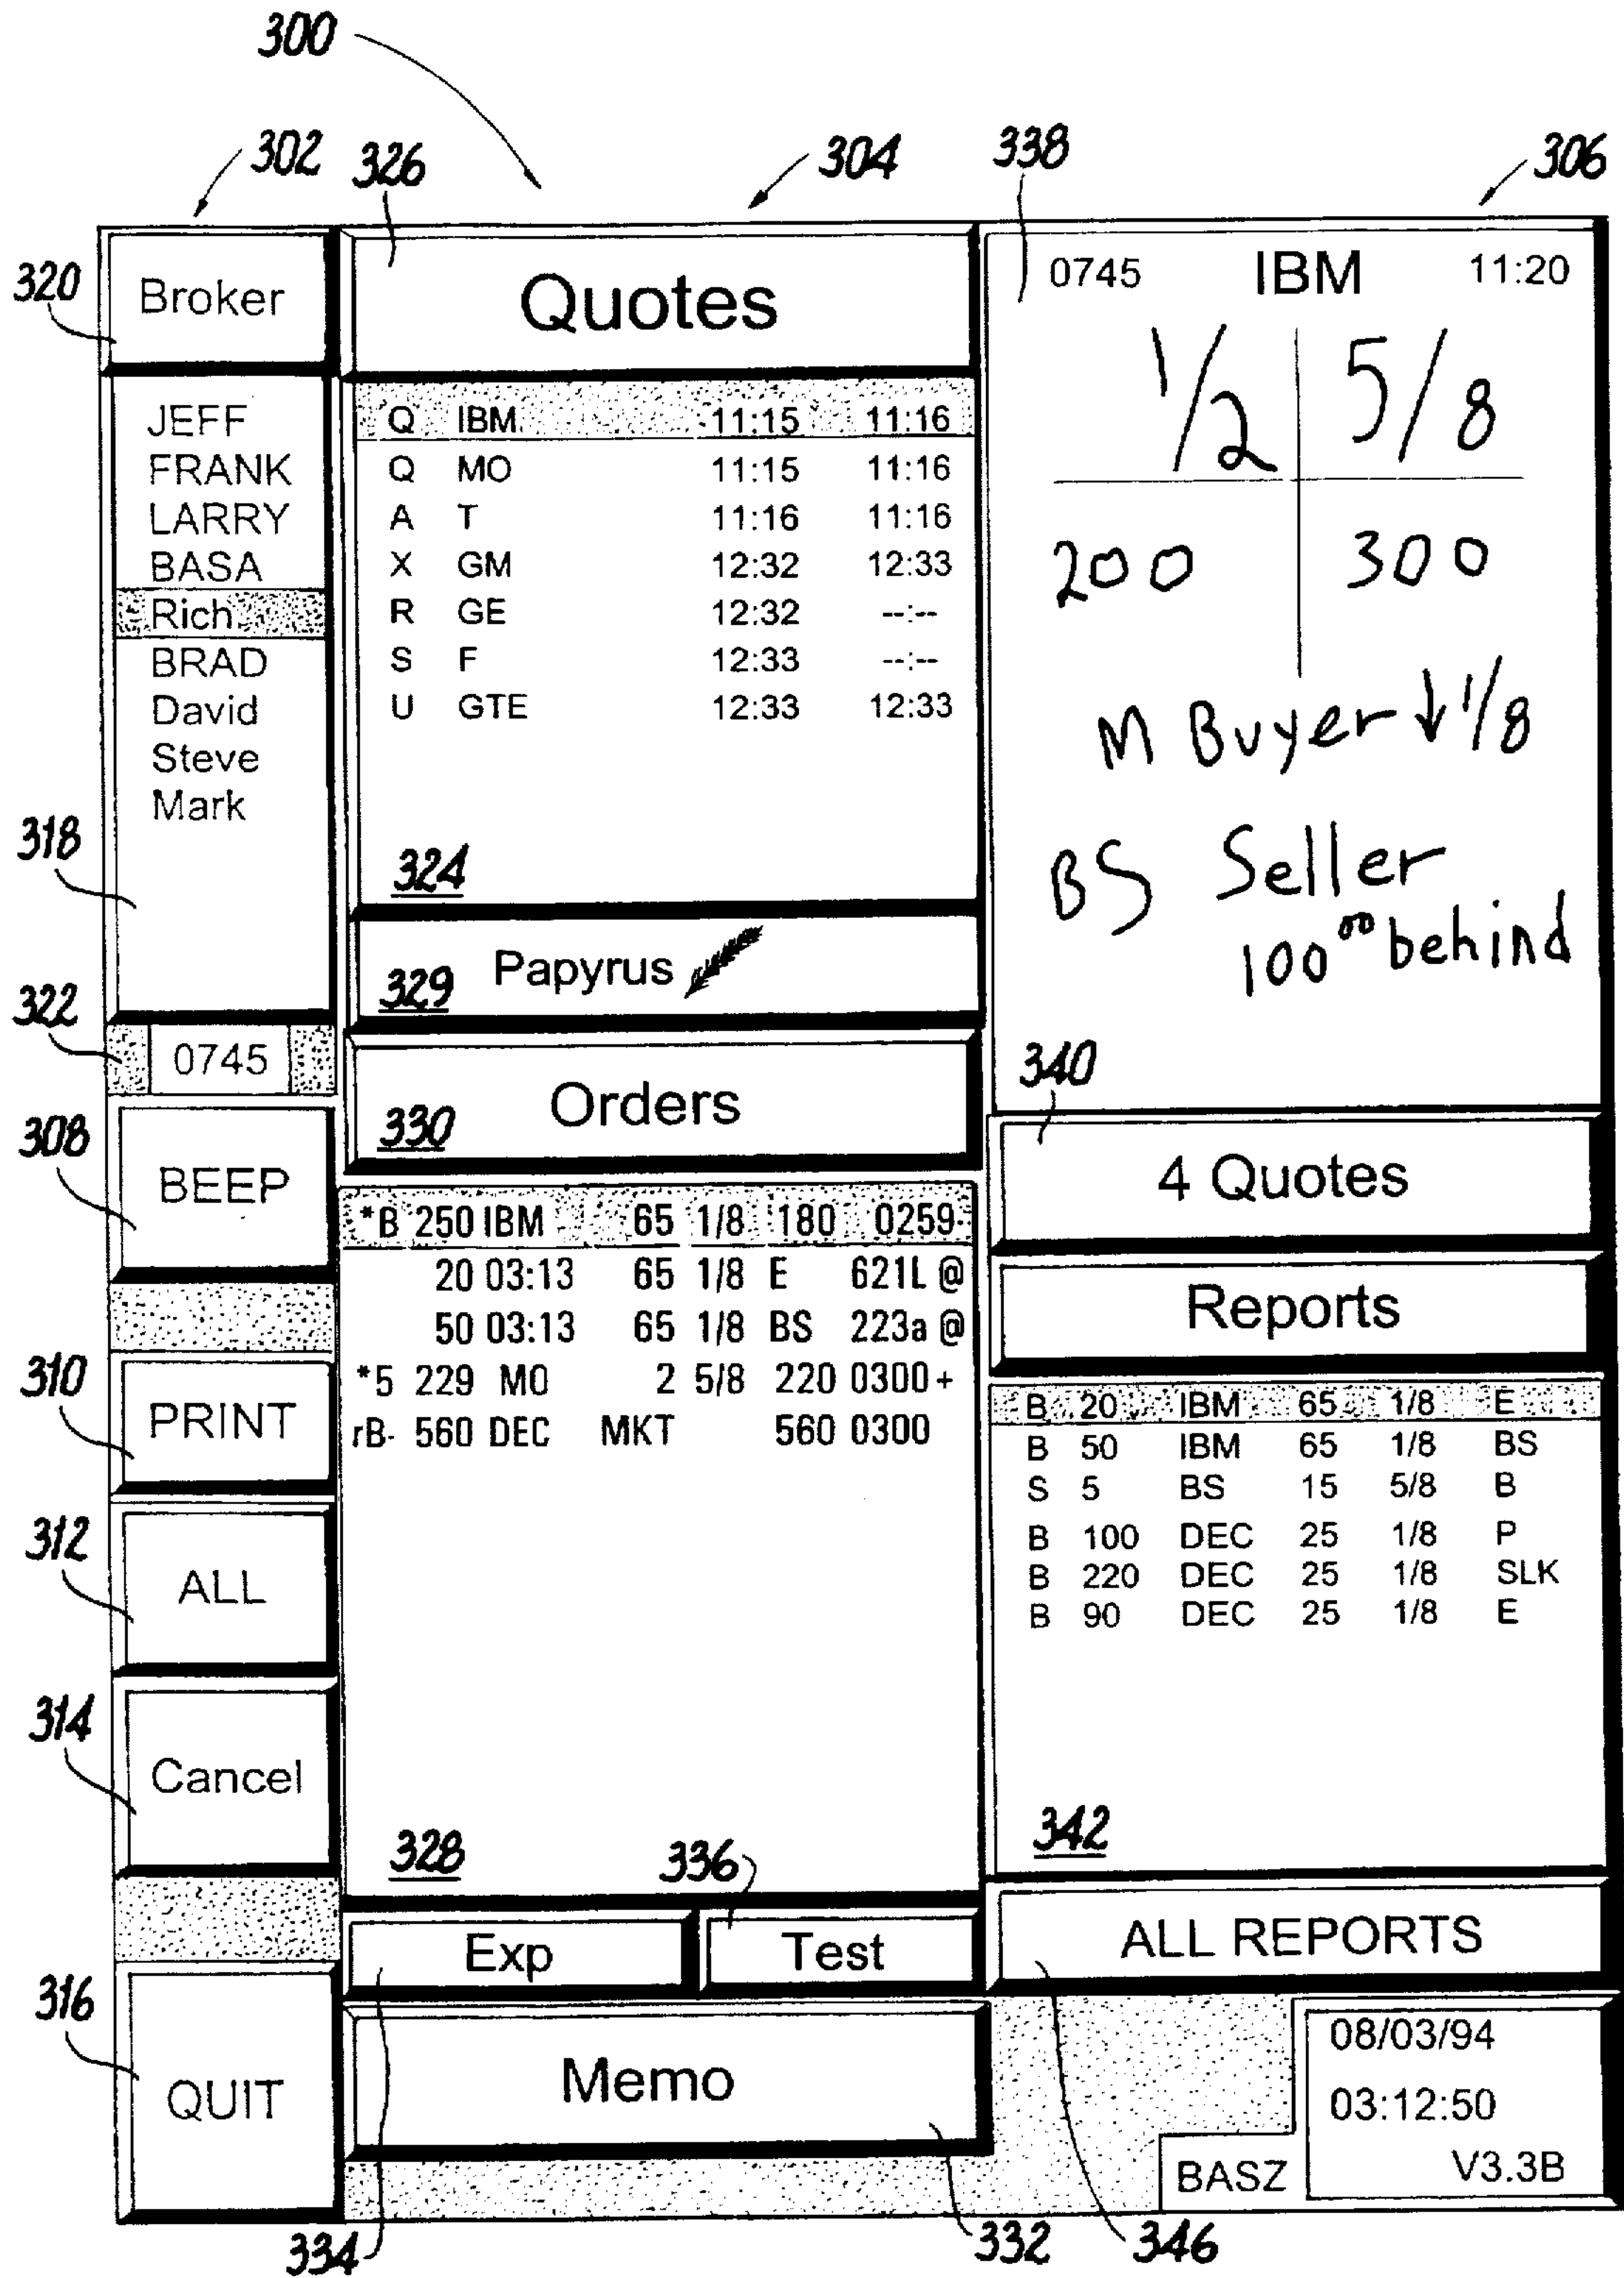 300
302 326 304 338 306
320
Broker
JEFF
FRANK
LARRY
BASA
Rich
BRAD
David
Steve
Mark
318
322
0745
308
BEEP
310
PRINT
312
ALL
314
Cancel
316
QUIT
Quotes
Q IBM 11:15 11:16
Q MO 11:15 11:16
A T 11:16 11:16
X GM 12:32 12:33
R GE 12:32 --:--
S F 12:33 --:--
U GTE 12:33 12:33
324
329 Papyrus
330 Orders
*B 250 IBM 65 1/8 180 0259-
20 03:13 65 1/8 E 621L @
50 03:13 65 1/8 BS 223a @
*5 229 MO 2 5/8 220 0300+
rB- 560 DEC MKT 560 0300
328
336
Exp Test
Memo
334 332
0745 IBM 11:20
1/2 5/8
200 300
M Buyer ↓ 1/8
BS Seller
100 00 behind
340
4 Quotes
Reports
B 20 IBM 65 1/8 E
B 50 IBM 65 1/8 BS
S 5 BS 15 5/8 B
B 100 DEC 25 1/8 P
B 220 DEC 25 1/8 SLK
B 90 DEC 25 1/8 E
342
ALL REPORTS
08/03/94
03:12:50
BASZ V3.3B
346